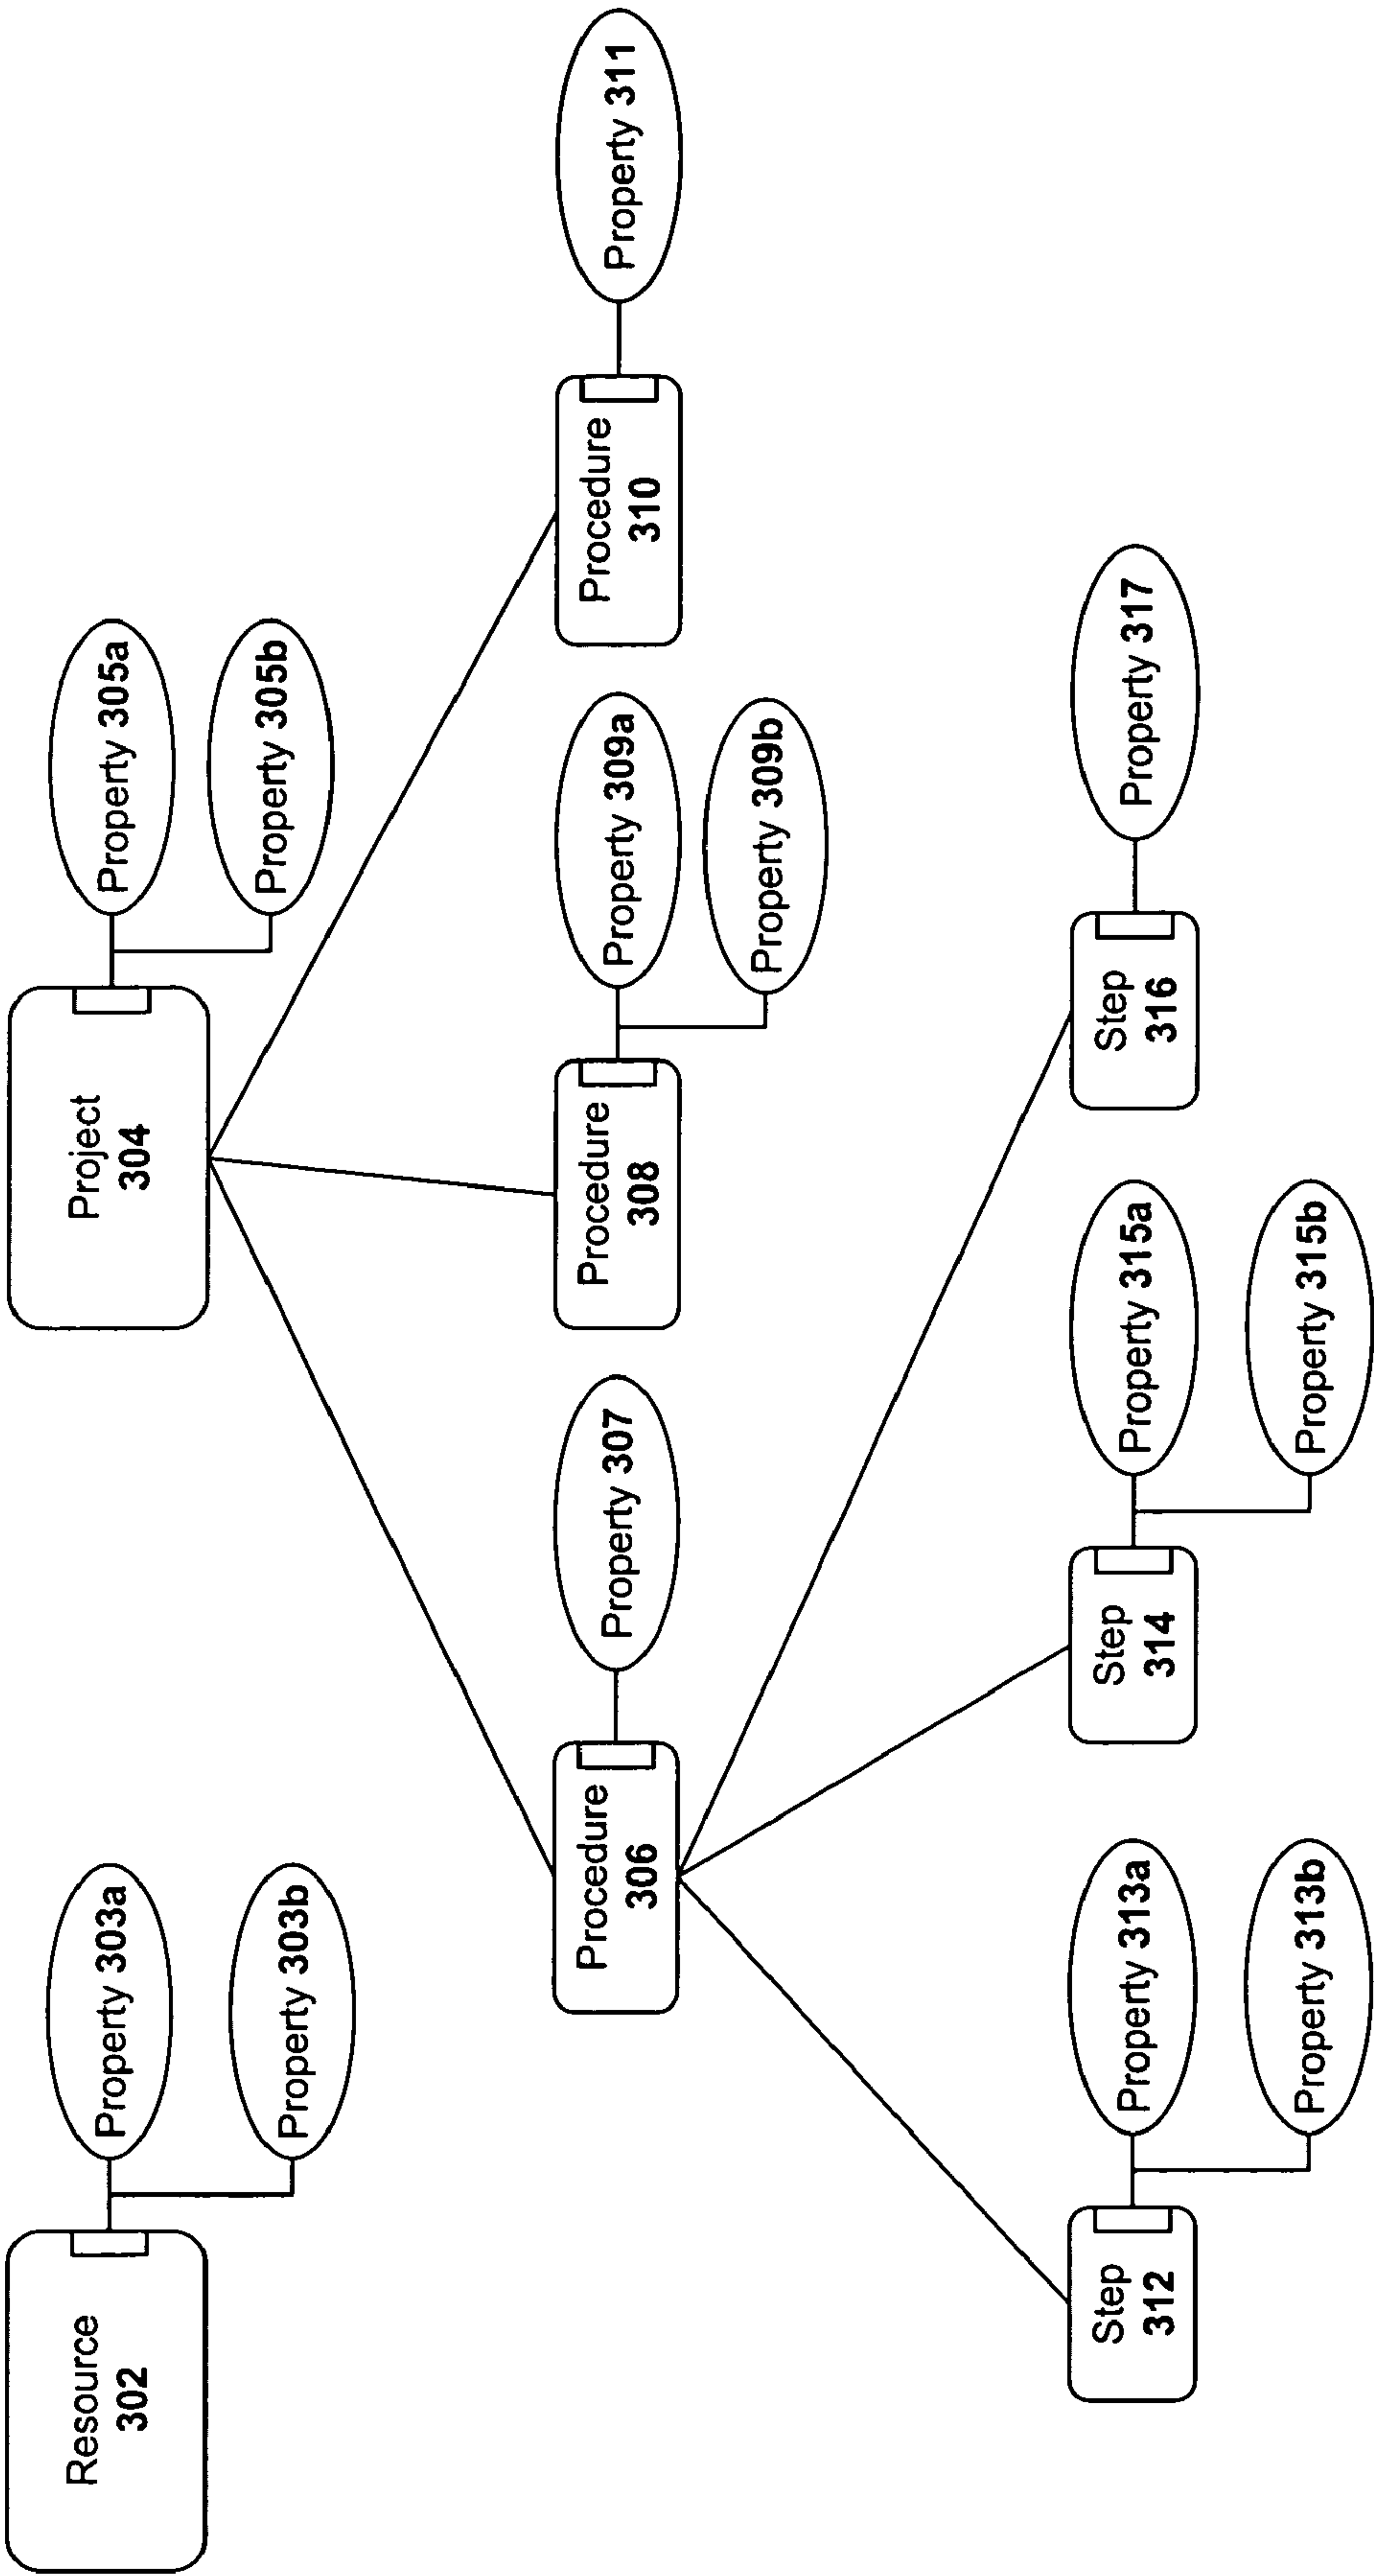 Resource
302
Property 303a
Property 303b
Project
304
Property 305a
Property 305b
Procedure
306
Property 307
Procedure
308
Property 309a
Property 309b
Procedure
310
Property 311
Step
312
Property 313a
Property 313b
Step
314
Property 315a
Property 315b
Step
316
Property 317